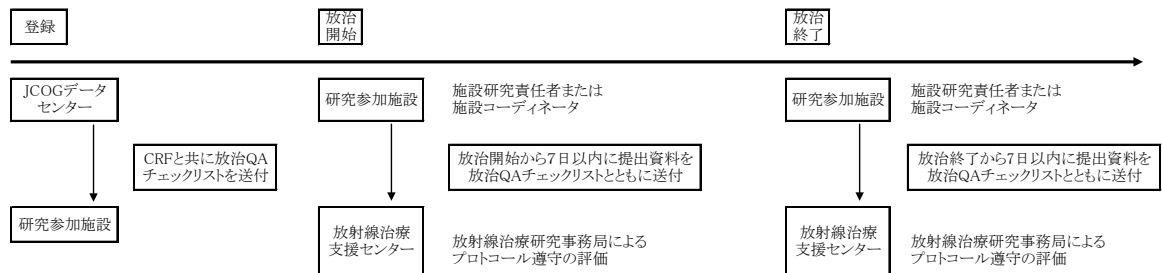 登録
放治
開始
放治
終了
JCOGデータ
センター
研究参加施設
施設研究責任者または
施設コーディネータ
研究参加施設
施設研究責任者または
施設コーディネータ
CRFと共に放治QA
チェックリストを送付
放治開始から7日以内に提出資料を
放治QAチェックリストとともに送付
放治終了から7日以内に提出資料を
放治QAチェックリストとともに送付
研究参加施設
放射線治療
支援センター
放射線治療研究事務局による
プロトコール遵守の評価
放射線治療
支援センター
放射線治療研究事務局による
プロトコール遵守の評価